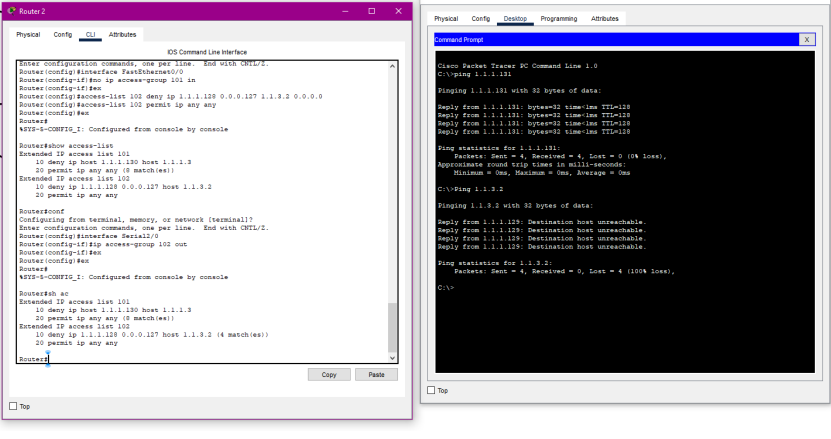 Router 2
Physical Config CLI Attributes
IOS Command Line Interface
Enter configuration commands, one per line.  End with CNTL/Z.
Router(config)#interface FastEthernet0/0
Router(config-if)#no ip access-group 101 in
Router(config-if)#ex
Router(config)#access-list 102 deny ip 1.1.1.128 0.0.0.127 1.1.3.2 0.0.0.0
Router(config)#access-list 102 permit ip any any
Router(config)#ex
Router#
%SYS-5-CONFIG_I: Configured from console by console
Router#show access-list
Extended IP access list 101
10 deny ip host 1.1.1.130 host 1.1.1.3
20 permit ip any any (8 match(es))
Extended IP access list 102
10 deny ip 1.1.1.128 0.0.0.127 host 1.1.3.2
20 permit ip any any
Router#conf
Configuring from terminal, memory, or network [terminal]?
Enter configuration commands, one per line.  End with CNTL/Z.
Router(config)#interface Serial2/0
Router(config-if)#ip access-group 102 out
Router(config-if)#ex
Router(config)#ex
Router#
%SYS-5-CONFIG_I: Configured from console by console
Router#sh ac
Extended IP access list 101
10 deny ip host 1.1.1.130 host 1.1.1.3
20 permit ip any any (8 match(es))
Extended IP access list 102
10 deny ip 1.1.1.128 0.0.0.127 host 1.1.3.2 (4 match(es))
20 permit ip any any
Router#
Copy Paste
Top
Physical Config Desktop Programming Attributes
Command Prompt
X
Cisco Packet Tracer PC Command Line 1.0
C:\>ping 1.1.1.131
Pinging 1.1.1.131 with 32 bytes of data:
Reply from 1.1.1.131: bytes=32 time<1ms TTL=128
Reply from 1.1.1.131: bytes=32 time<1ms TTL=128
Reply from 1.1.1.131: bytes=32 time<1ms TTL=128
Reply from 1.1.1.131: bytes=32 time<1ms TTL=128
Ping statistics for 1.1.1.131:
Packets: Sent = 4, Received = 4, Lost = 0 (0% loss),
Approximate round trip times in milli-seconds:
Minimum = 0ms, Maximum = 0ms, Average = 0ms
C:\>Ping 1.1.3.2
Pinging 1.1.3.2 with 32 bytes of data:
Reply from 1.1.1.129: Destination host unreachable.
Reply from 1.1.1.129: Destination host unreachable.
Reply from 1.1.1.129: Destination host unreachable.
Reply from 1.1.1.129: Destination host unreachable.
Ping statistics for 1.1.3.2:
Packets: Sent = 4, Received = 0, Lost = 4 (100% loss),
C:\>
Top